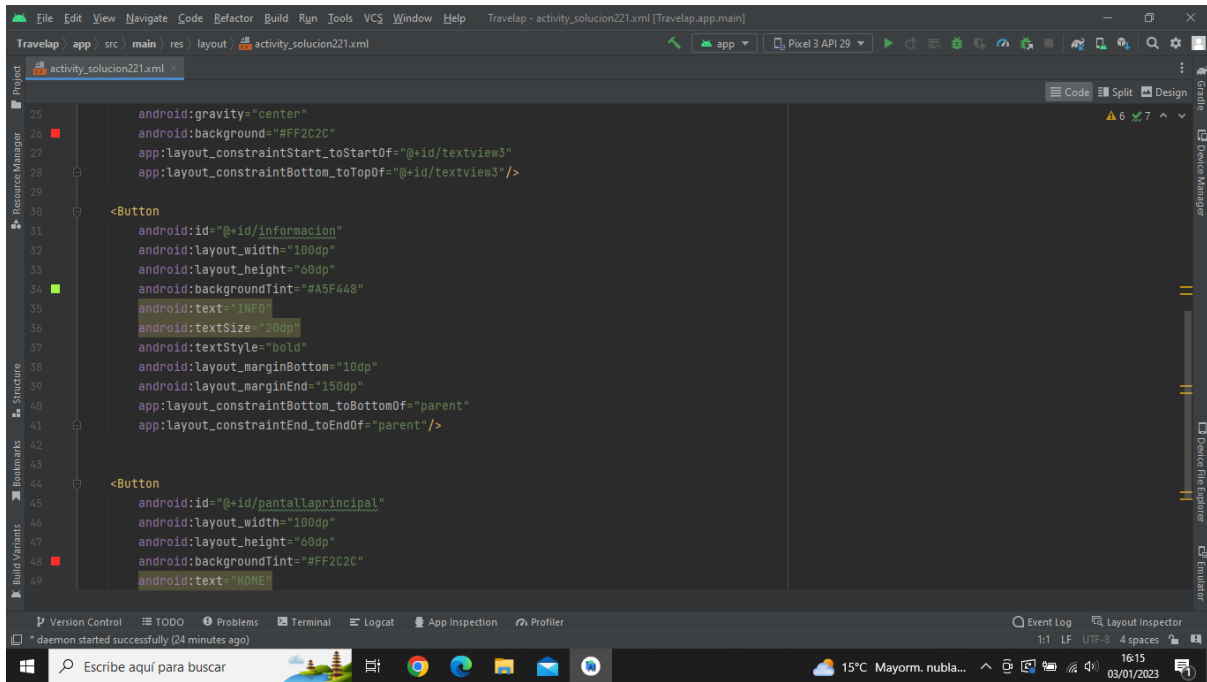 File Edit View Navigate Code Refactor Build Run Tools VCS Window Help Travelap - activity_solucion221.xml [Travelap.app.main]
Travelap app src main res layout activity_solucion221.xml app Pixel 3 API 29
activity_solucion221.xml
Code Split Design
6 7
25 android:gravity="center"
26 android:background="#FF2C2C"
27 app:layout_constraintStart_toStartOf="@+id/textview3"
28 app:layout_constraintBottom_toTopOf="@+id/textview3"/>
29
30 <Button
31 android:id="@+id/informacion"
32 android:layout_width="100dp"
33 android:layout_height="60dp"
34 android:backgroundTint="#A5F448"
35 android:text="INFO"
36 android:textSize="20dp"
37 android:textStyle="bold"
38 android:layout_marginBottom="10dp"
39 android:layout_marginEnd="150dp"
40 app:layout_constraintBottom_toBottomOf="parent"
41 app:layout_constraintEnd_toEndOf="parent"/>
42
43
44 <Button
45 android:id="@+id/pantallaprincipal"
46 android:layout_width="100dp"
47 android:layout_height="60dp"
48 android:backgroundTint="#FF2C2C"
49 android:text="HOME"
Project
Resource Manager
Structure
Bookmarks
Build Variants
Gradle
Device Manager
Device File Explorer
Emulator
Version Control TODO Problems Terminal Logcat App Inspection Profiler Event Log Layout Inspector
* daemon started successfully (24 minutes ago) 1:1 LF UTF-8 4 spaces
Escribe aquí para buscar 15°C Mayorm. nubla... 16:15
03/01/2023
1